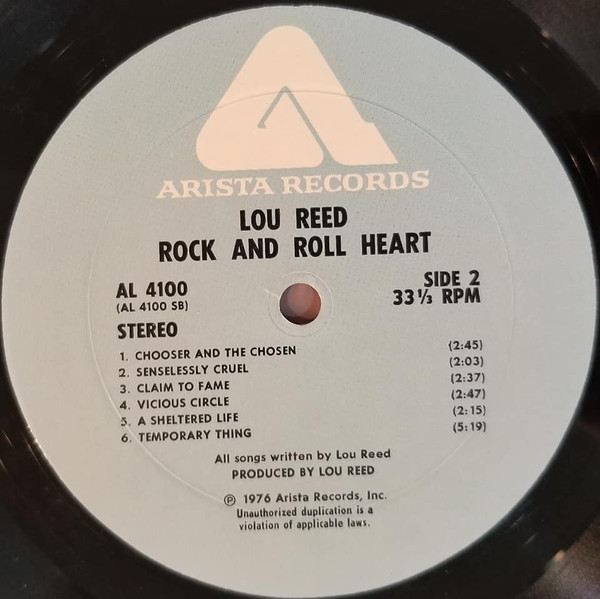 ARISTA RECORDS
LOU REED
ROCK AND ROLL HEART
AL 4100
(AL 4100 SB)
STEREO
SIDE 2
33⅓ RPM
1. CHOOSER AND THE CHOSEN (2:45)
2. SENSELESSLY CRUEL (2:03)
3. CLAIM TO FAME (2:37)
4. VICIOUS CIRCLE (2:47)
5. A SHELTERED LIFE (2:15)
6. TEMPORARY THING (5:19)
All songs written by Lou Reed
PRODUCED BY LOU REED
℗ 1976 Arista Records, Inc.
Unauthorized duplication is a
violation of applicable laws.